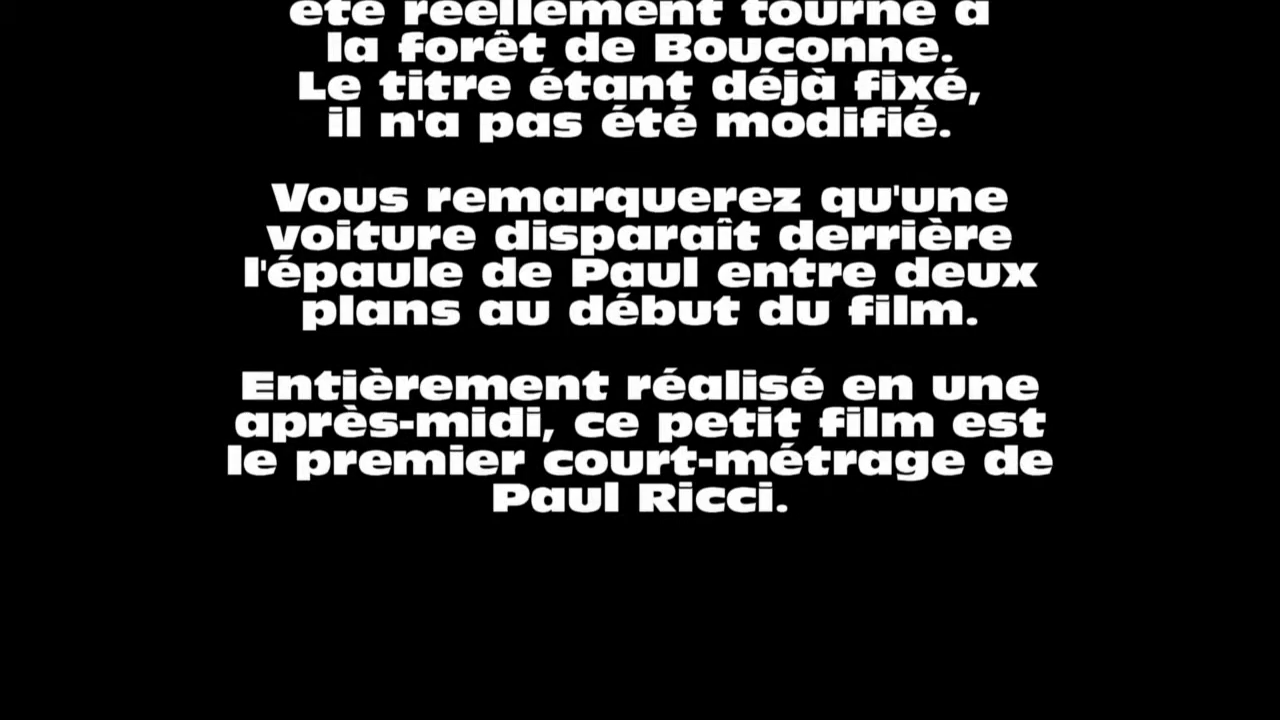 été réellement tourné à
la forêt de Bouconne.
Le titre étant déjà fixé,
il n'a pas été modifié.
Vous remarquerez qu'une
voiture disparaît derrière
l'épaule de Paul entre deux
plans au début du film.
Entièrement réalisé en une
après-midi, ce petit film est
le premier court-métrage de
Paul Ricci.